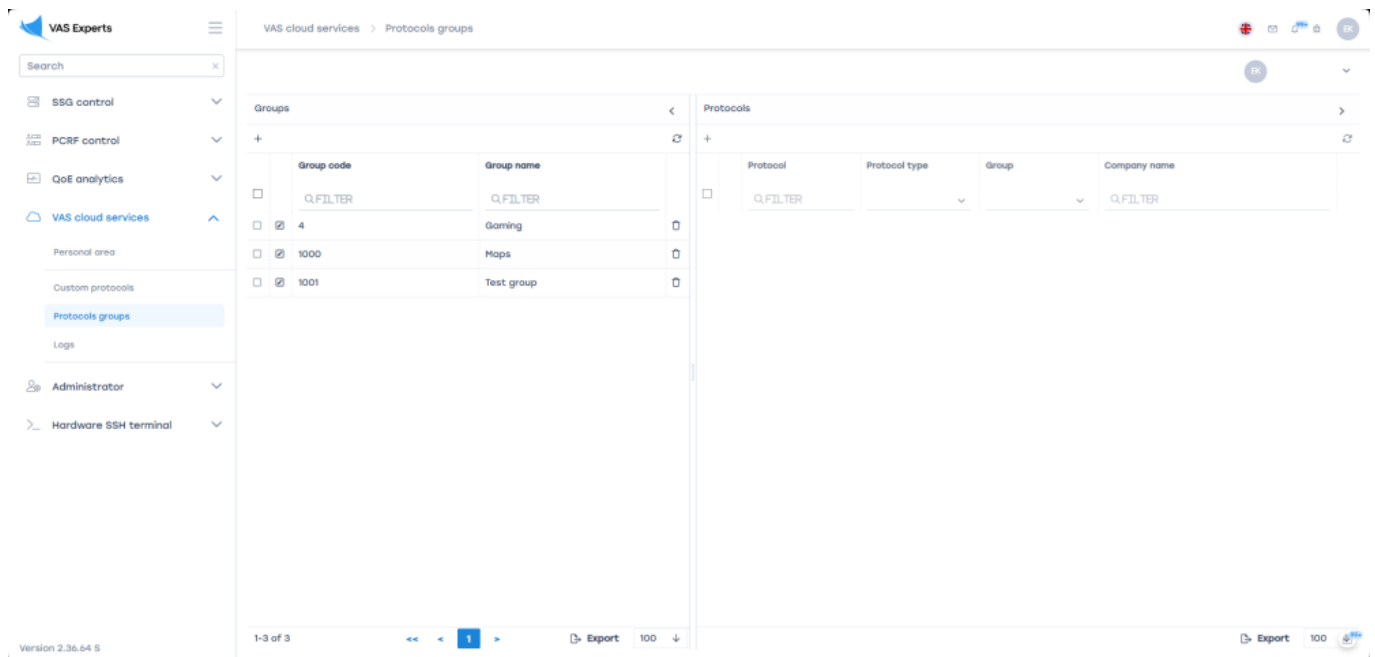 VAS Experts
VAS cloud services > Protocols groups
99+
EK
Search
EK
SSG control
PCRF control
QoE analytics
VAS cloud services
Personal area
Custom protocols
Protocols groups
Logs
Administrator
Hardware SSH terminal
Version 2.36.64 S
Groups
Group code Group name
FILTER FILTER
4 Gaming
1000 Maps
1001 Test group
1-3 of 3 << < 1 > Export 100
Protocols
Protocol Protocol type Group Company name
FILTER FILTER
Export 100 99+